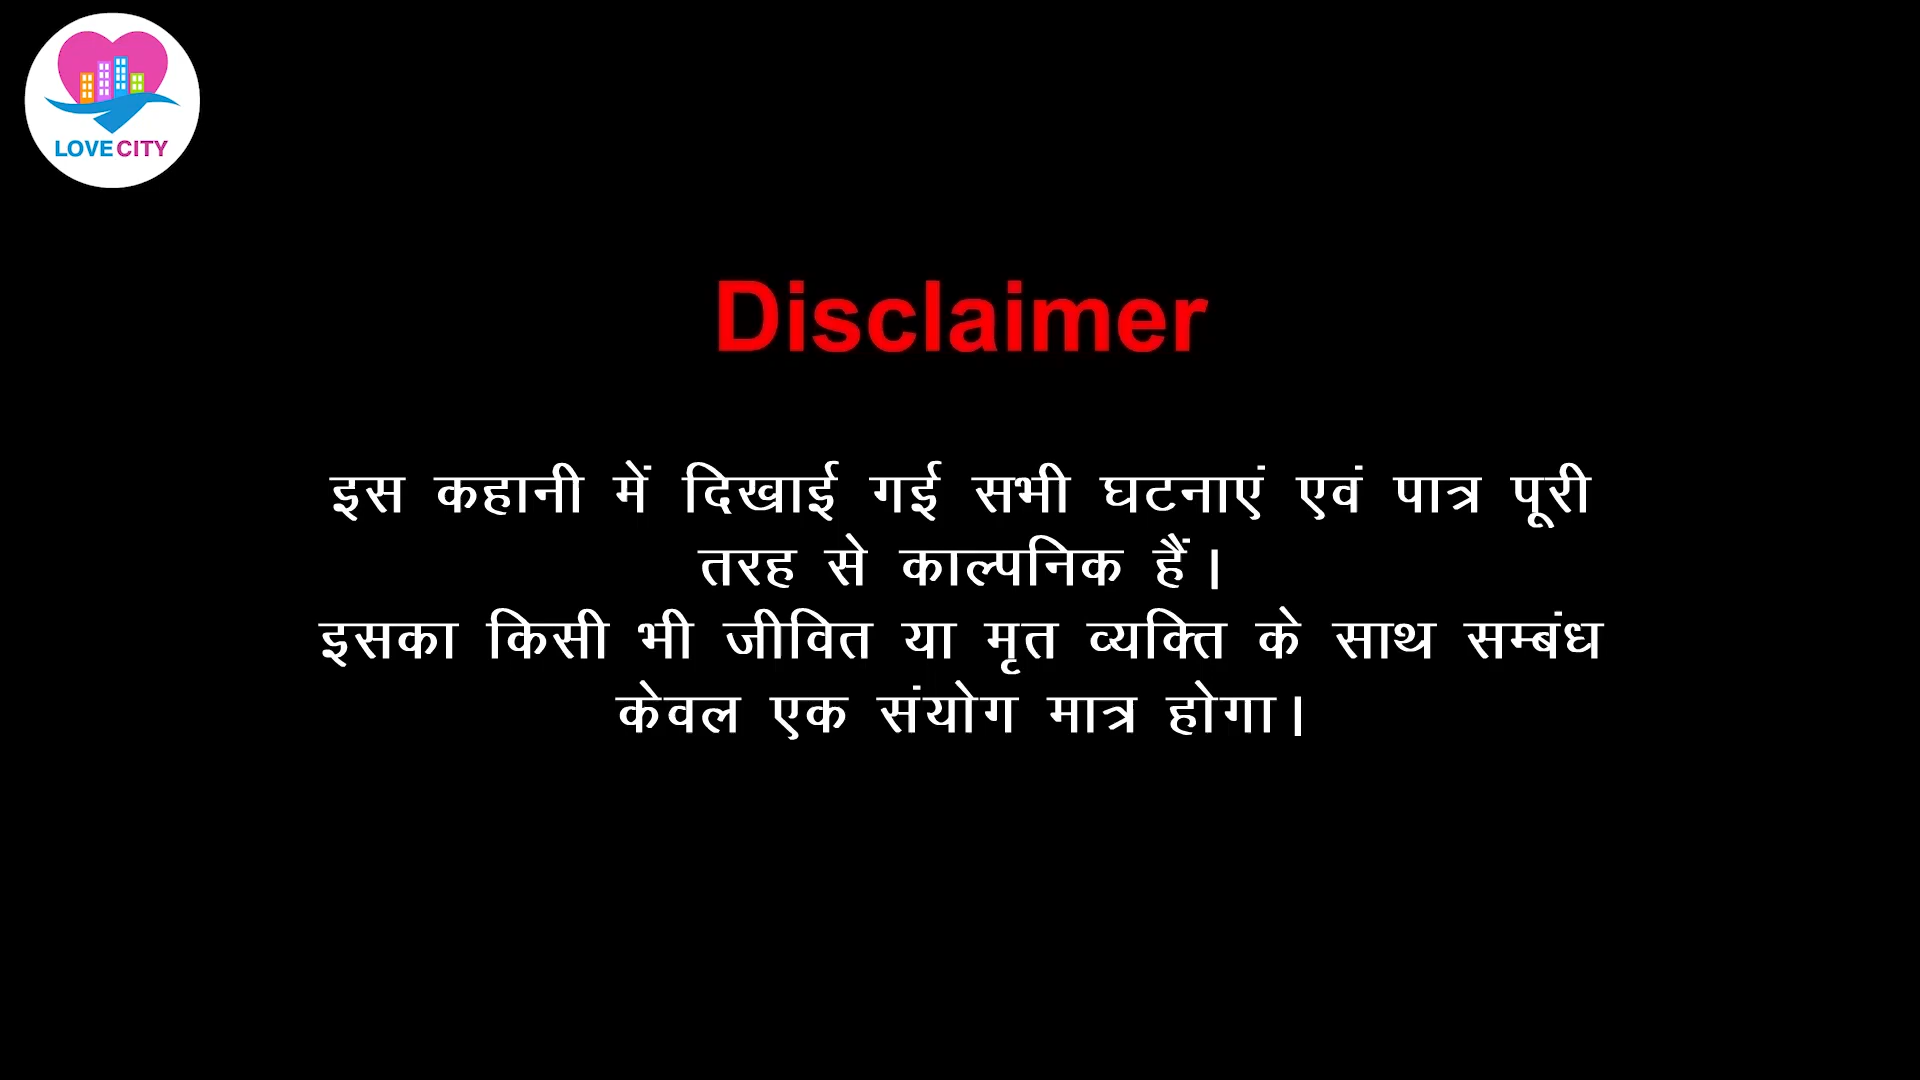 LOVE CITY
Disclaimer
इस कहानी में दिखाई गई सभी घटनाएं एवं पात्र पूरी
तरह से काल्पनिक हैं।
इसका किसी भी जीवित या मृत व्यक्ति के साथ सम्बंध
केवल एक संयोग मात्र होगा।